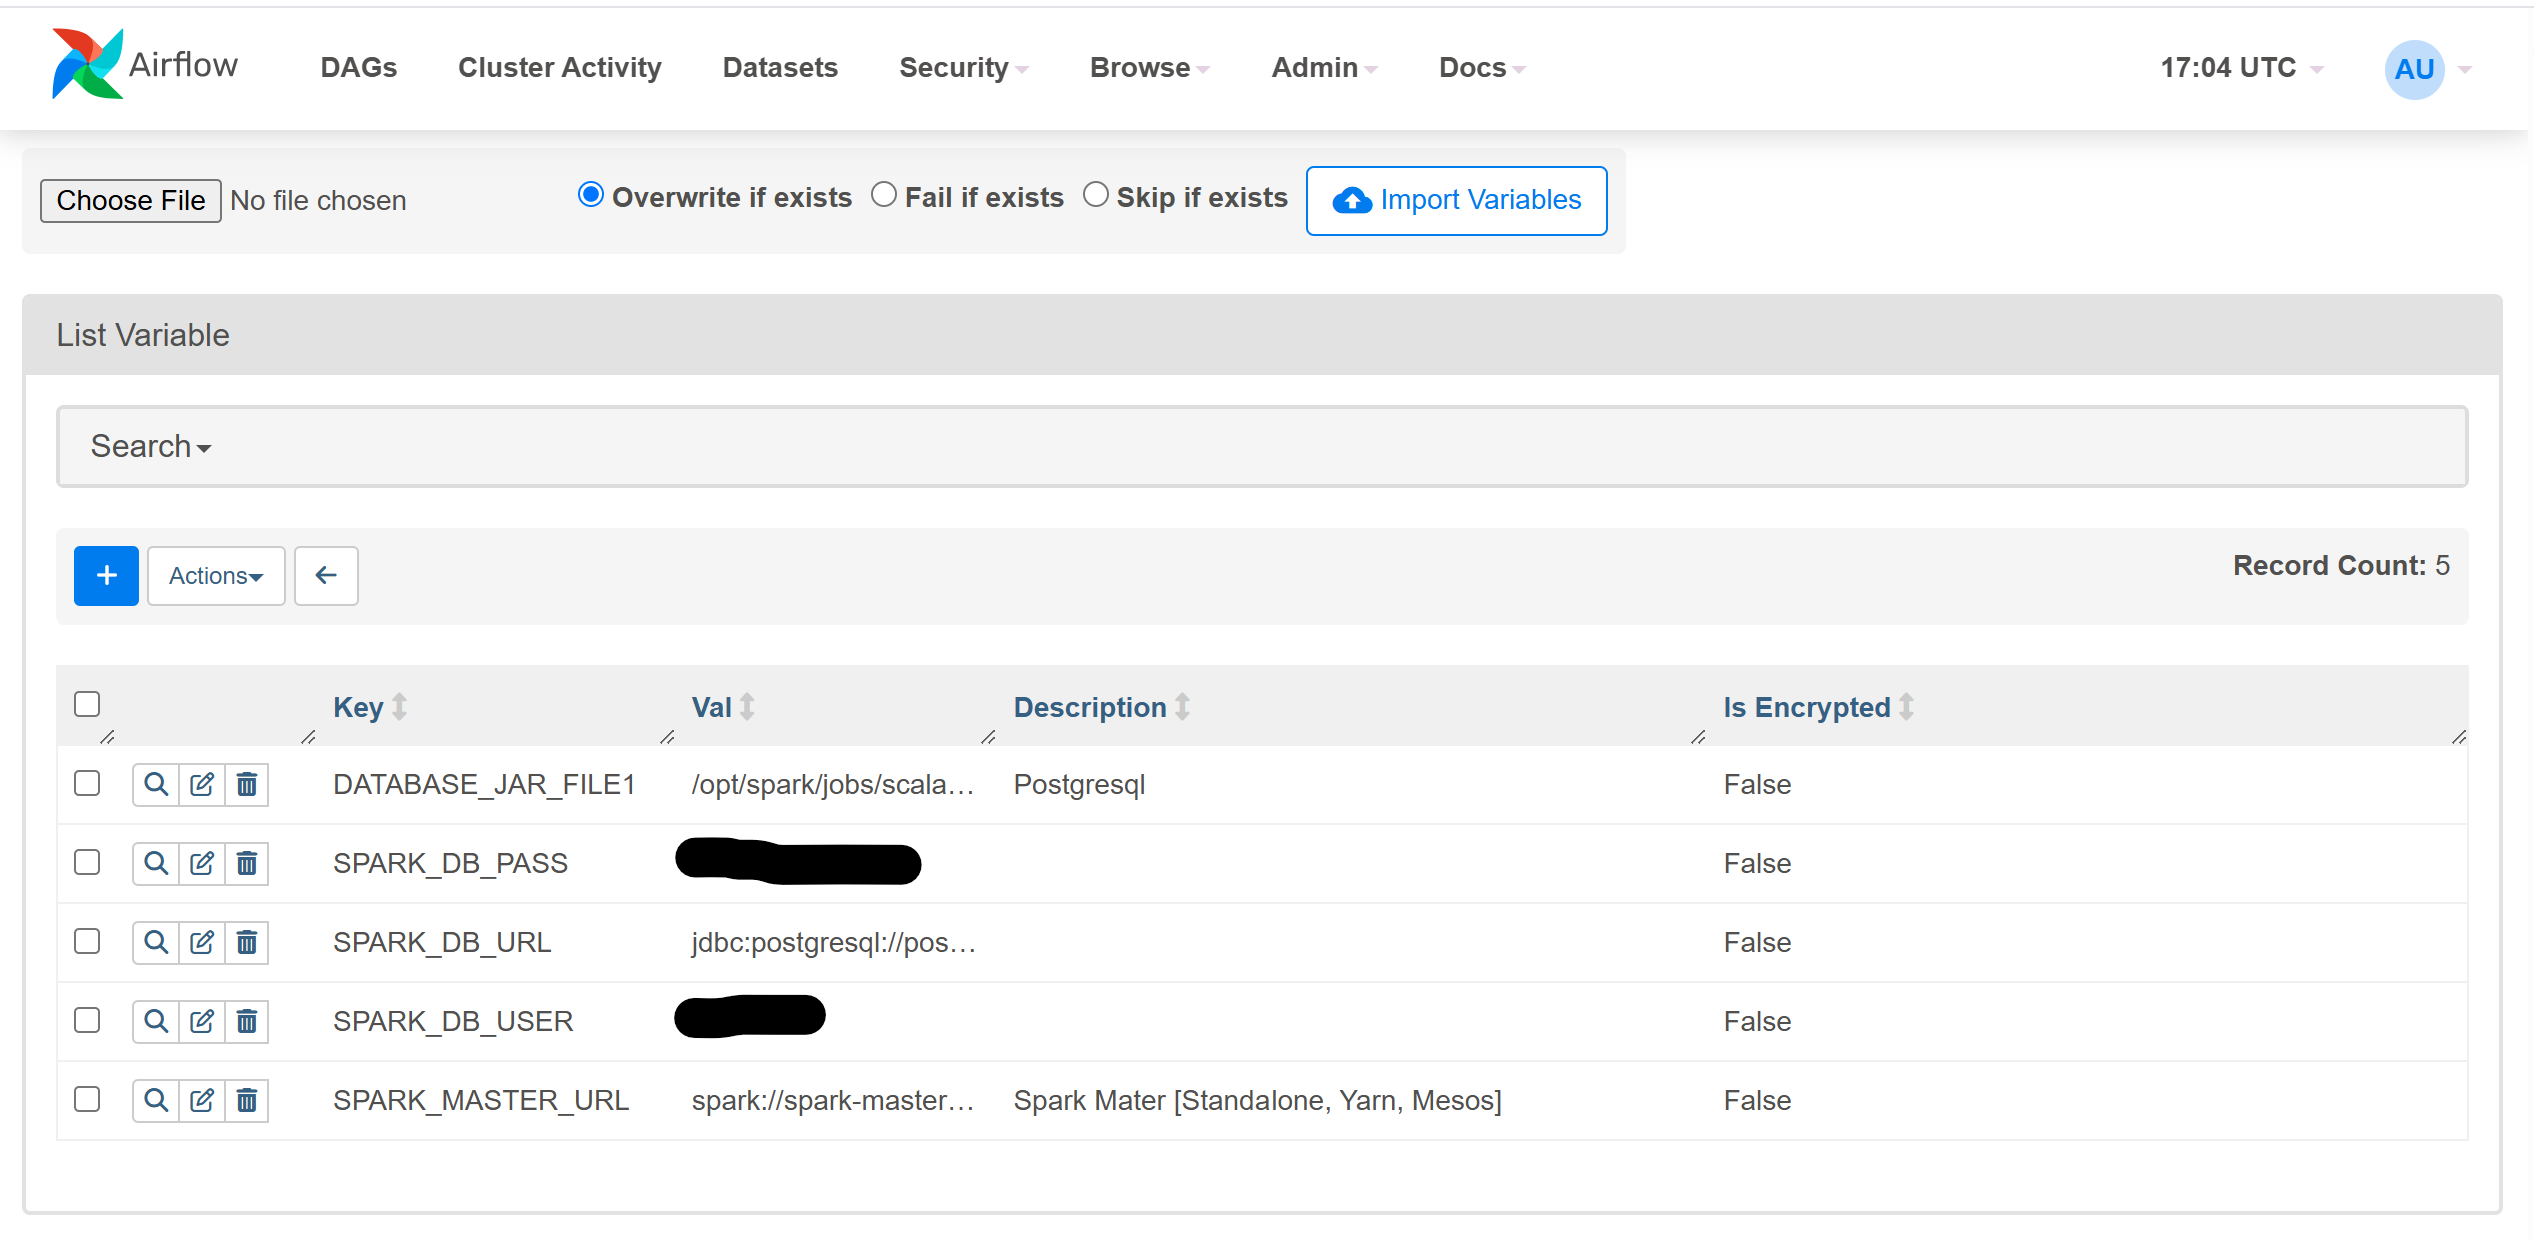 Airflow DAGs Cluster Activity Datasets Security Browse Admin Docs 17:04 UTC AU
Choose File No file chosen Overwrite if exists Fail if exists Skip if exists Import Variables
List Variable
Search
+ Actions Record Count: 5
Key Val Description Is Encrypted
DATABASE_JAR_FILE1 /opt/spark/jobs/scala... Postgresql False
SPARK_DB_PASS False
SPARK_DB_URL jdbc:postgresql://pos... False
SPARK_DB_USER False
SPARK_MASTER_URL spark://spark-master... Spark Mater [Standalone, Yarn, Mesos] False